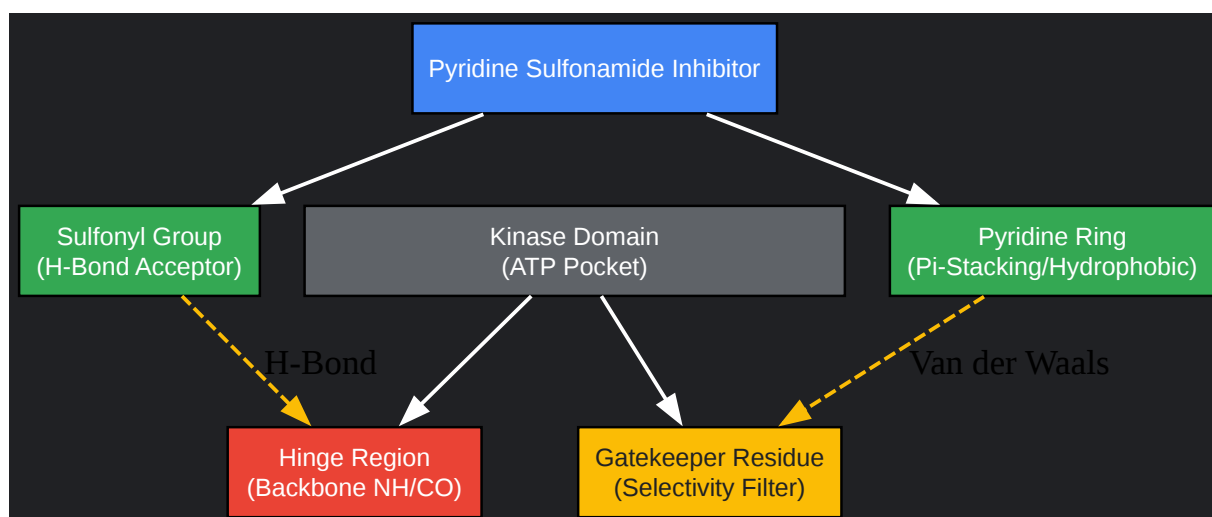 Pyridine Sulfonamide Inhibitor
Sulfonyl Group
(H-Bond Acceptor)
Kinase Domain
(ATP Pocket)
Pyridine Ring
(Pi-Stacking/Hydrophobic)
H-Bond
Van der Waals
Hinge Region
(Backbone NH/CO)
Gatekeeper Residue
(Selectivity Filter)